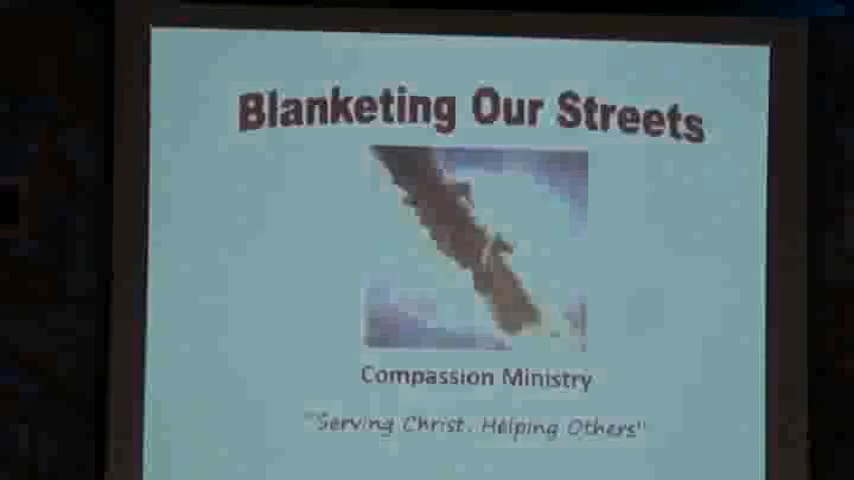 Blanketing Our Streets
Compassion Ministry
"Serving Christ. Helping Others"